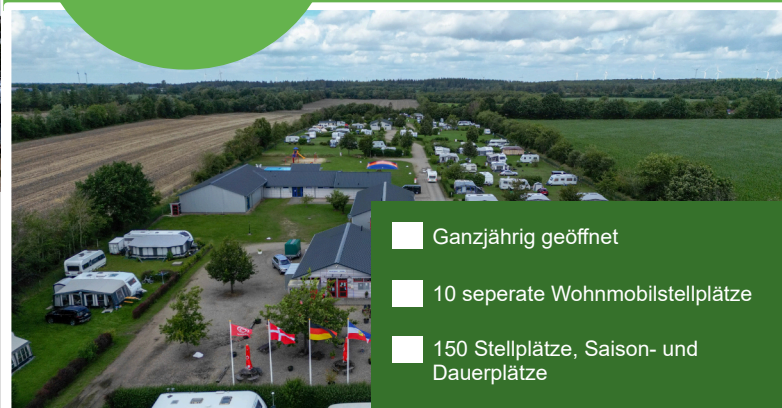 Ganzjährig geöffnet
10 seperate Wohnmobilstellplätze
150 Stellplätze, Saison- und
Dauerplätze